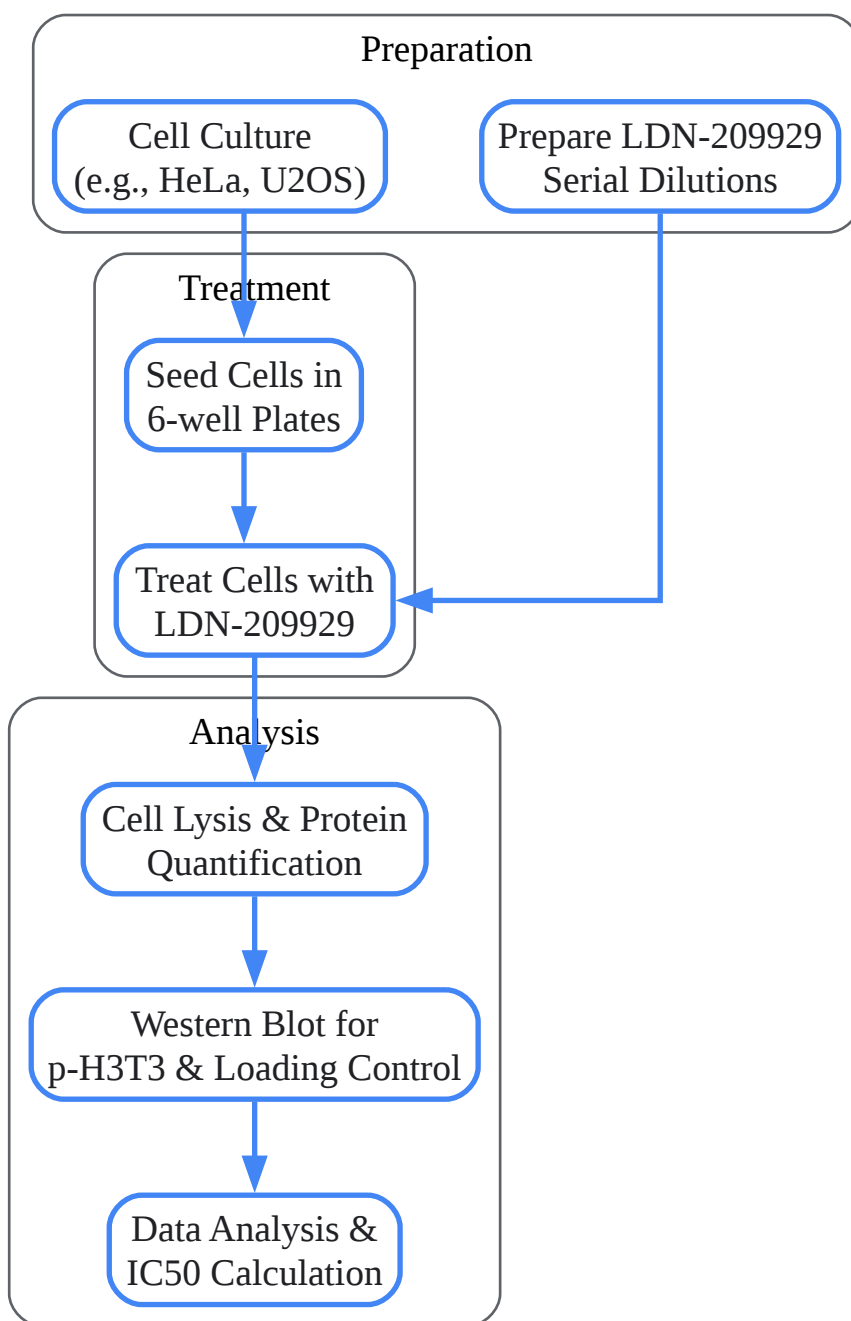 Preparation
Cell Culture
(e.g., HeLa, U2OS)
Prepare LDN-209929
Serial Dilutions
Treatment
Seed Cells in
6-well Plates
Treat Cells with
LDN-209929
Analysis
Cell Lysis & Protein
Quantification
Western Blot for
p-H3T3 & Loading Control
Data Analysis &
IC50 Calculation